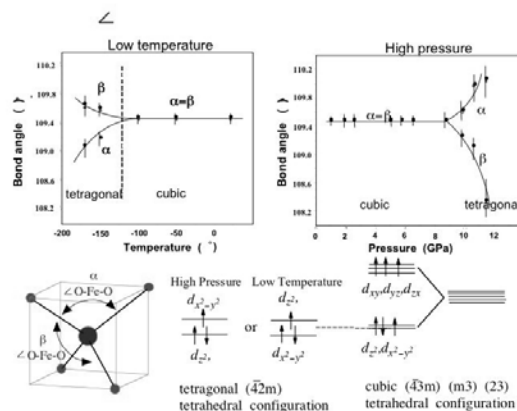 ∠
Low temperature
High pressure
110.2
109.8
109.4
109.0
108.6
108.2
Bond angle ( )
β
α
α=β
tetragonal
cubic
-200
-150
-100
-50
0
Temperature ( ° )
110.2
109.8
109.4
109.0
108.6
108.2
Bond angle ( )
α=β
α
β
cubic
tetragona
0 2 4 6 8 10 12
Pressure (GPa)
α
∠O-Fe-O
β
∠O-Fe-O
High Pressure
Low Temperature
dx²−y²
dz²,
or
dz²,
dx²−y²
dxy,dyz,dzx
dz²,dx²−y²
tetragonal (4̄2m)
tetrahedral configuration
cubic (4̄3m) (m3) (23)
tetrahedral configuration